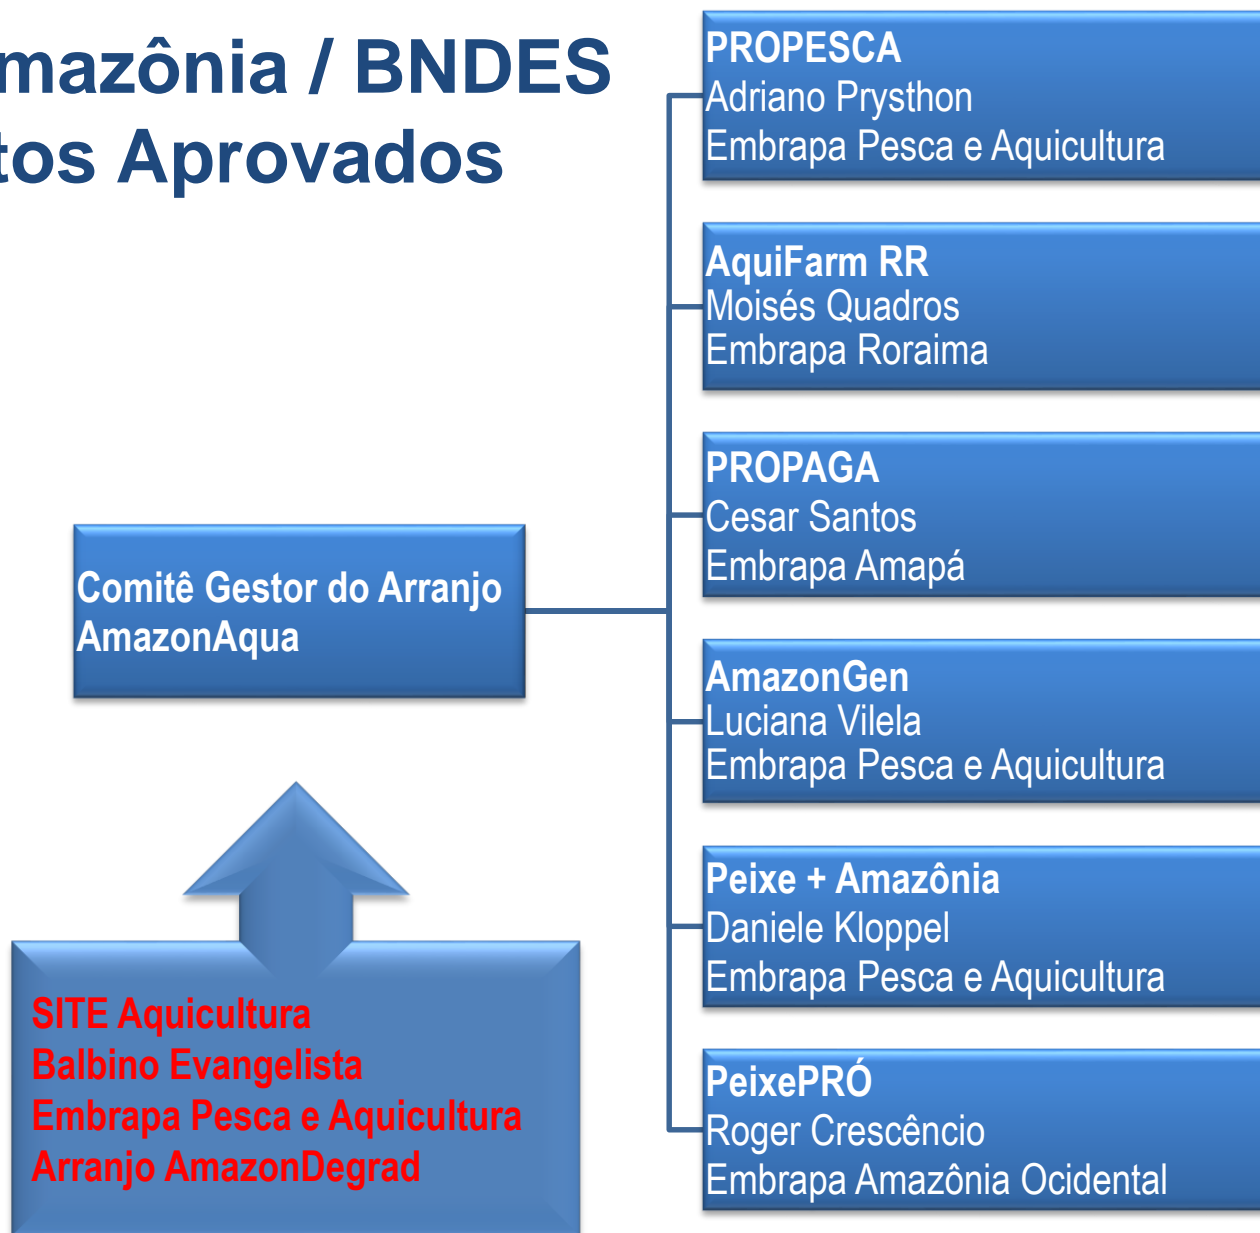 mazônia / BNDES
tos Aprovados
PROPESCA
Adriano Prysthon
Embrapa Pesca e Aquicultura
AquiFarm RR
Moisés Quadros
Embrapa Roraima
PROPAGA
Cesar Santos
Embrapa Amapá
Comitê Gestor do Arranjo
AmazonAqua
AmazonGen
Luciana Vilela
Embrapa Pesca e Aquicultura
Peixe + Amazônia
Daniele Kloppel
Embrapa Pesca e Aquicultura
SITE Aquicultura
Balbino Evangelista
Embrapa Pesca e Aquicultura
Arranjo AmazonDegrad
PeixePRÓ
Roger Crescêncio
Embrapa Amazônia Ocidental